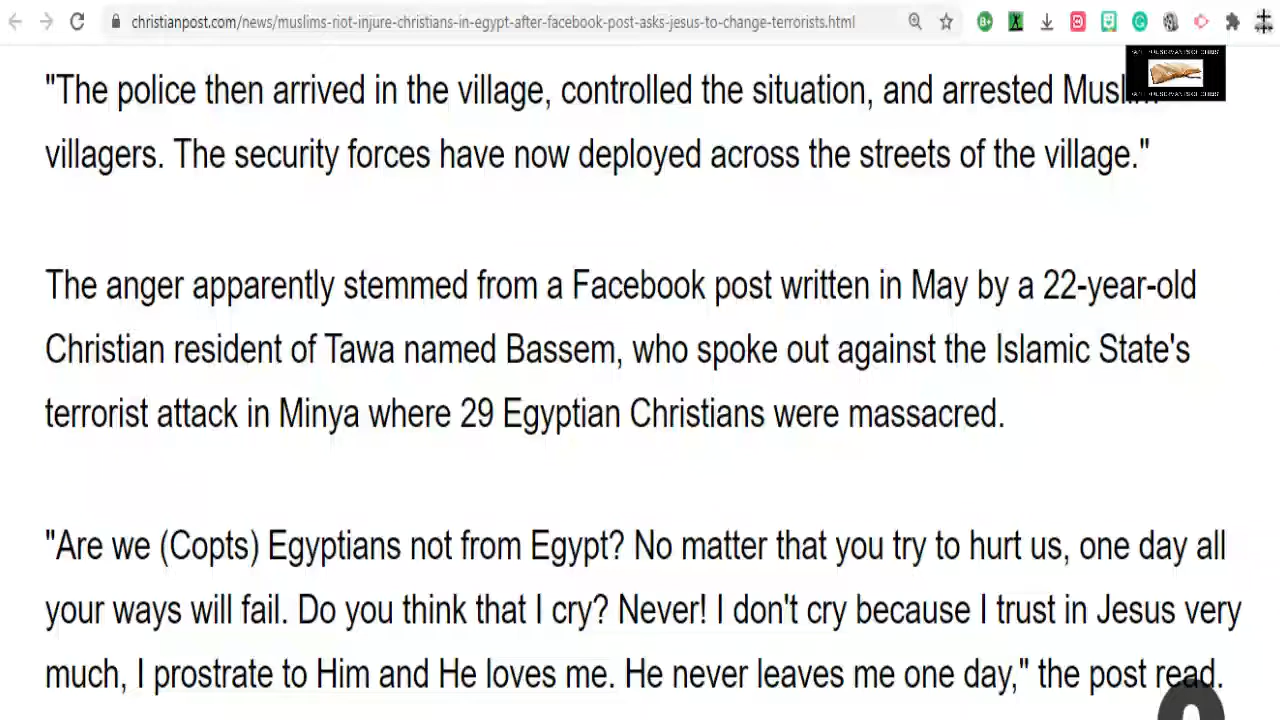 christianpost.com/news/muslims-riot-injure-christians-in-egypt-after-facebook-post-asks-jesus-to-change-terrorists.html
"The police then arrived in the village, controlled the situation, and arrested Muslim
villagers. The security forces have now deployed across the streets of the village."
The anger apparently stemmed from a Facebook post written in May by a 22-year-old
Christian resident of Tawa named Bassem, who spoke out against the Islamic State's
terrorist attack in Minya where 29 Egyptian Christians were massacred.
"Are we (Copts) Egyptians not from Egypt? No matter that you try to hurt us, one day all
your ways will fail. Do you think that I cry? Never! I don't cry because I trust in Jesus very
much, I prostrate to Him and He loves me. He never leaves me one day," the post read.